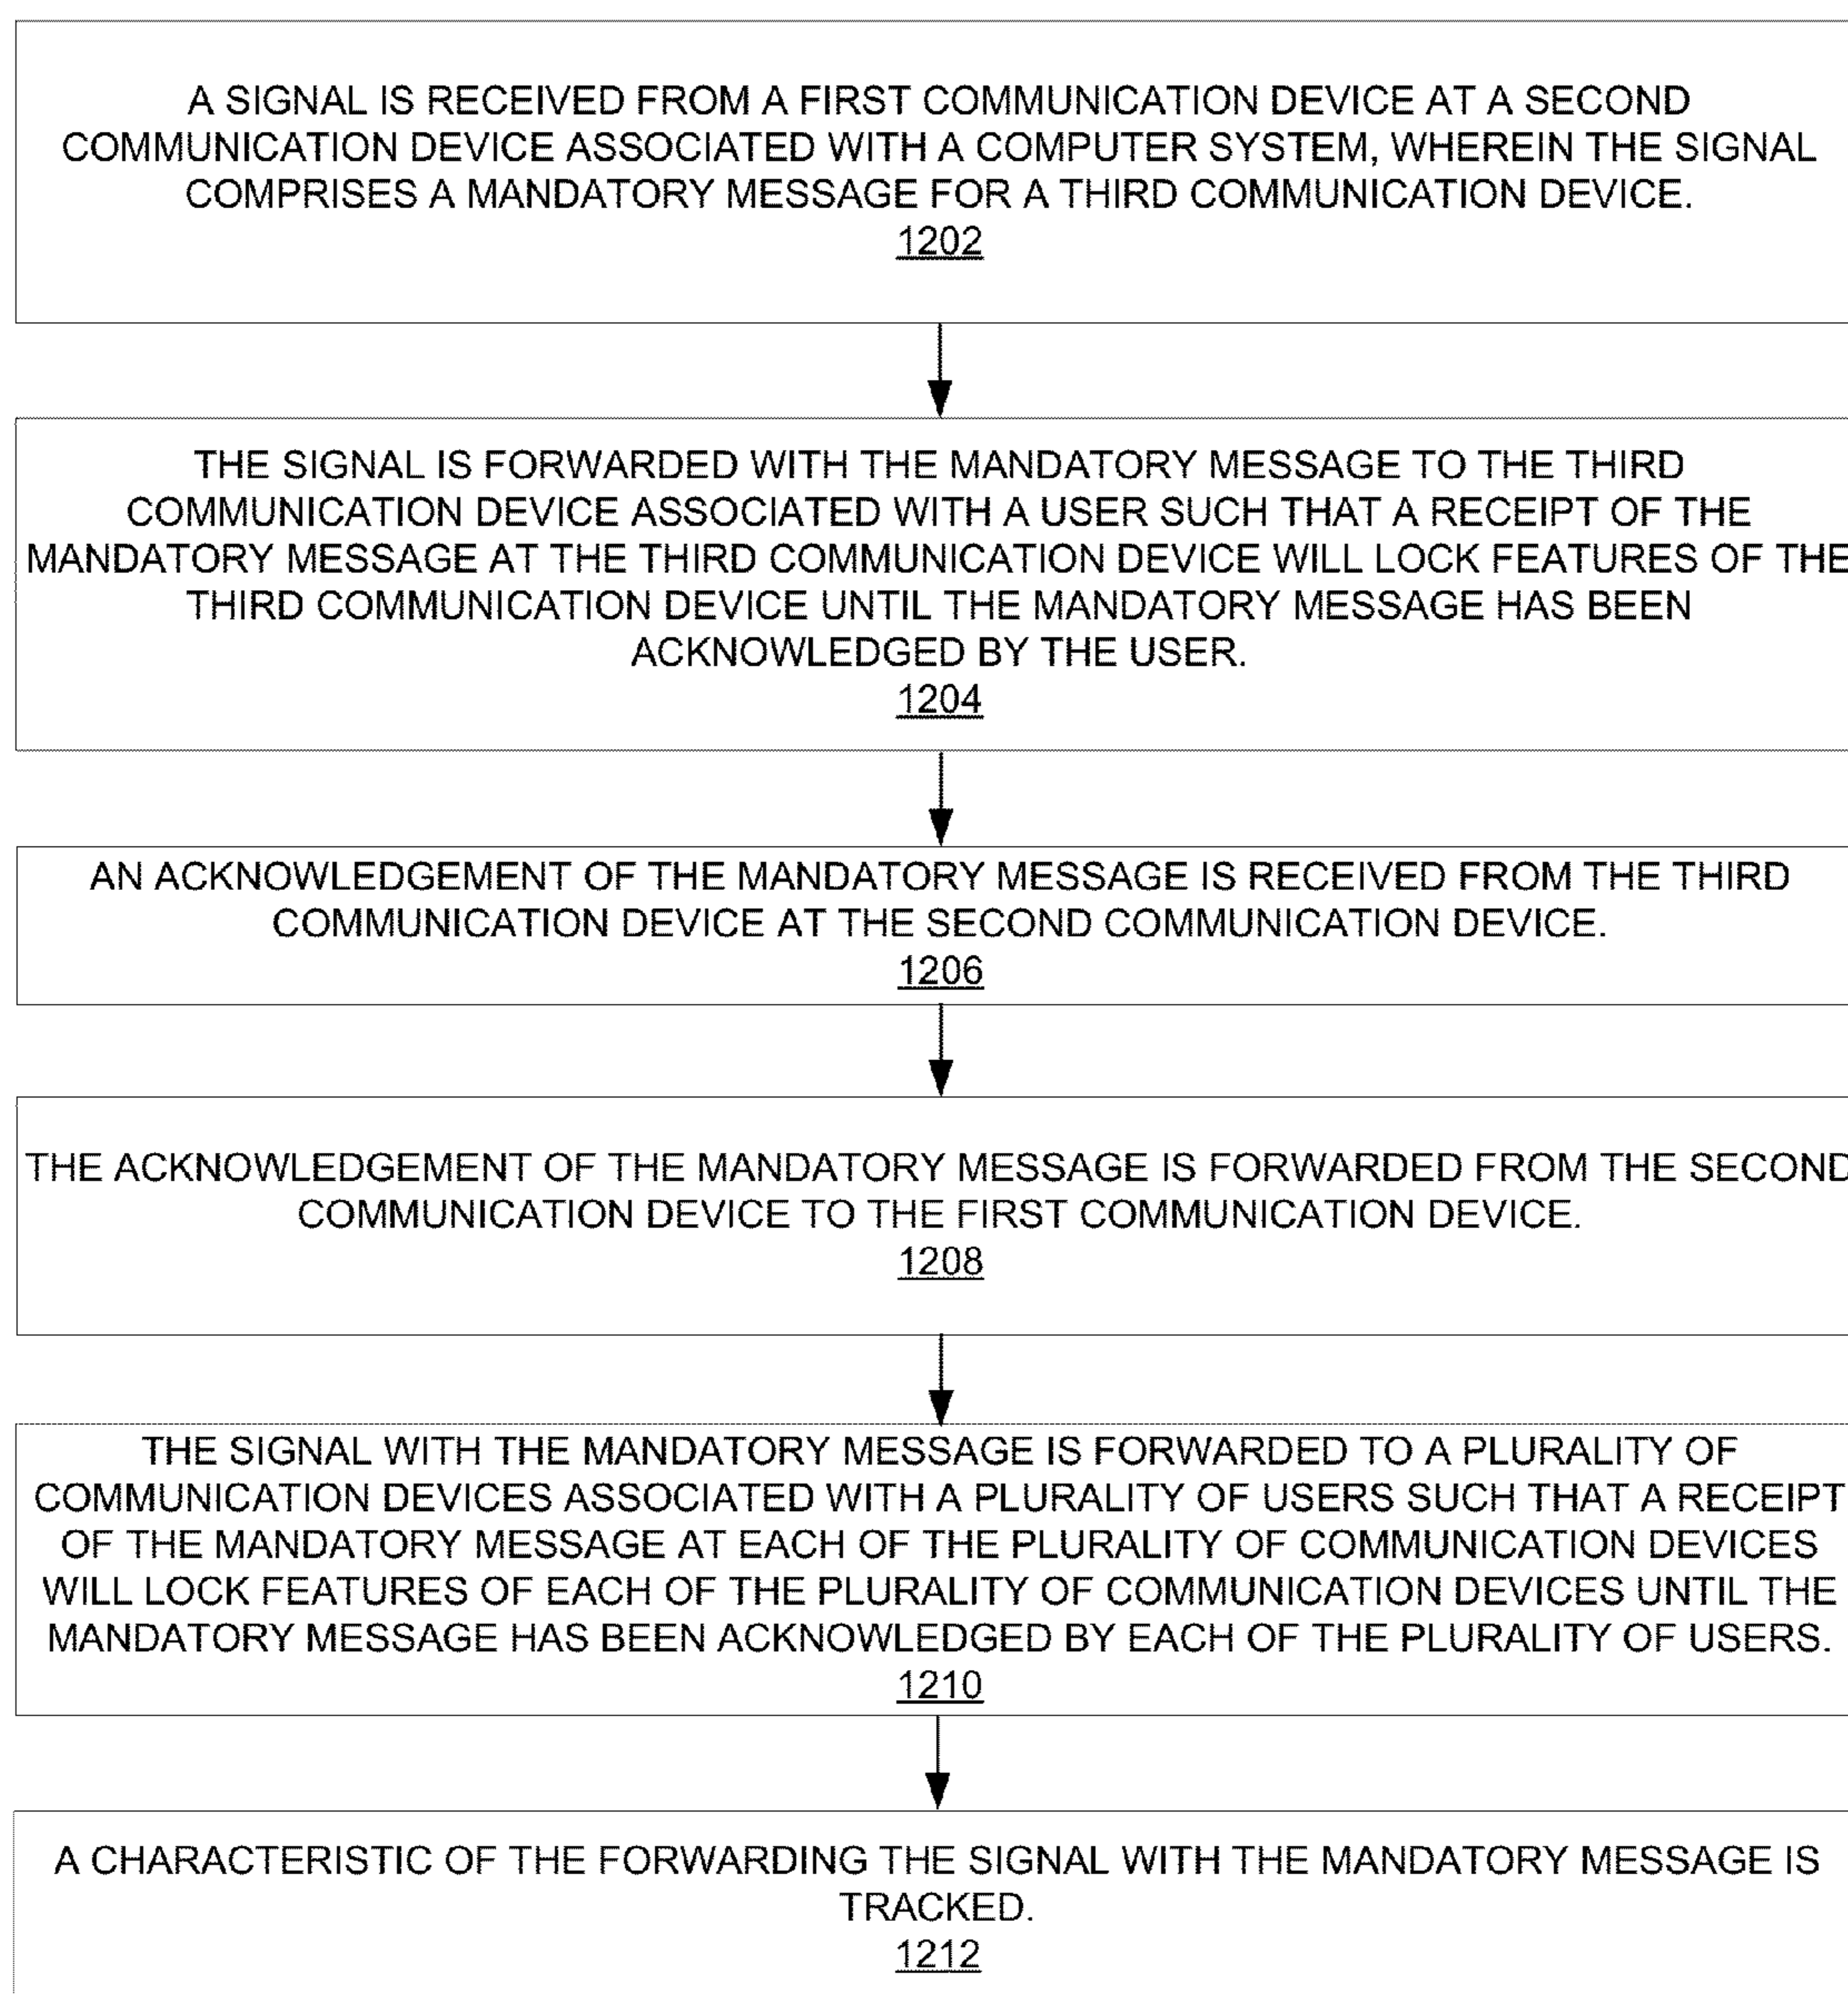 A SIGNAL IS RECEIVED FROM A FIRST COMMUNICATION DEVICE AT A SECOND
COMMUNICATION DEVICE ASSOCIATED WITH A COMPUTER SYSTEM, WHEREIN THE SIGNAL
COMPRISES A MANDATORY MESSAGE FOR A THIRD COMMUNICATION DEVICE.
1202
THE SIGNAL IS FORWARDED WITH THE MANDATORY MESSAGE TO THE THIRD
COMMUNICATION DEVICE ASSOCIATED WITH A USER SUCH THAT A RECEIPT OF THE
MANDATORY MESSAGE AT THE THIRD COMMUNICATION DEVICE WILL LOCK FEATURES OF THE
THIRD COMMUNICATION DEVICE UNTIL THE MANDATORY MESSAGE HAS BEEN
ACKNOWLEDGED BY THE USER.
1204
AN ACKNOWLEDGEMENT OF THE MANDATORY MESSAGE IS RECEIVED FROM THE THIRD
COMMUNICATION DEVICE AT THE SECOND COMMUNICATION DEVICE.
1206
THE ACKNOWLEDGEMENT OF THE MANDATORY MESSAGE IS FORWARDED FROM THE SECOND
COMMUNICATION DEVICE TO THE FIRST COMMUNICATION DEVICE.
1208
THE SIGNAL WITH THE MANDATORY MESSAGE IS FORWARDED TO A PLURALITY OF
COMMUNICATION DEVICES ASSOCIATED WITH A PLURALITY OF USERS SUCH THAT A RECEIPT
OF THE MANDATORY MESSAGE AT EACH OF THE PLURALITY OF COMMUNICATION DEVICES
WILL LOCK FEATURES OF EACH OF THE PLURALITY OF COMMUNICATION DEVICES UNTIL THE
MANDATORY MESSAGE HAS BEEN ACKNOWLEDGED BY EACH OF THE PLURALITY OF USERS.
1210
A CHARACTERISTIC OF THE FORWARDING THE SIGNAL WITH THE MANDATORY MESSAGE IS
TRACKED.
1212